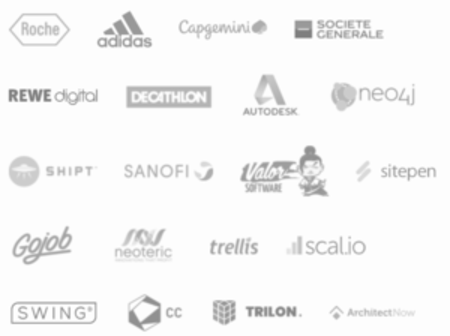 Roche
adidas
Capgemini
SOCIETE
GENERALE
REWE digital
DECATHLON
AUTODESK
neo4j
SHIPT
SANOFI
Valor
SOFTWARE
sitepen
Gojob
neoteric
trellis
scal.io
SWING
CC
TRILON.
ArchitectNow